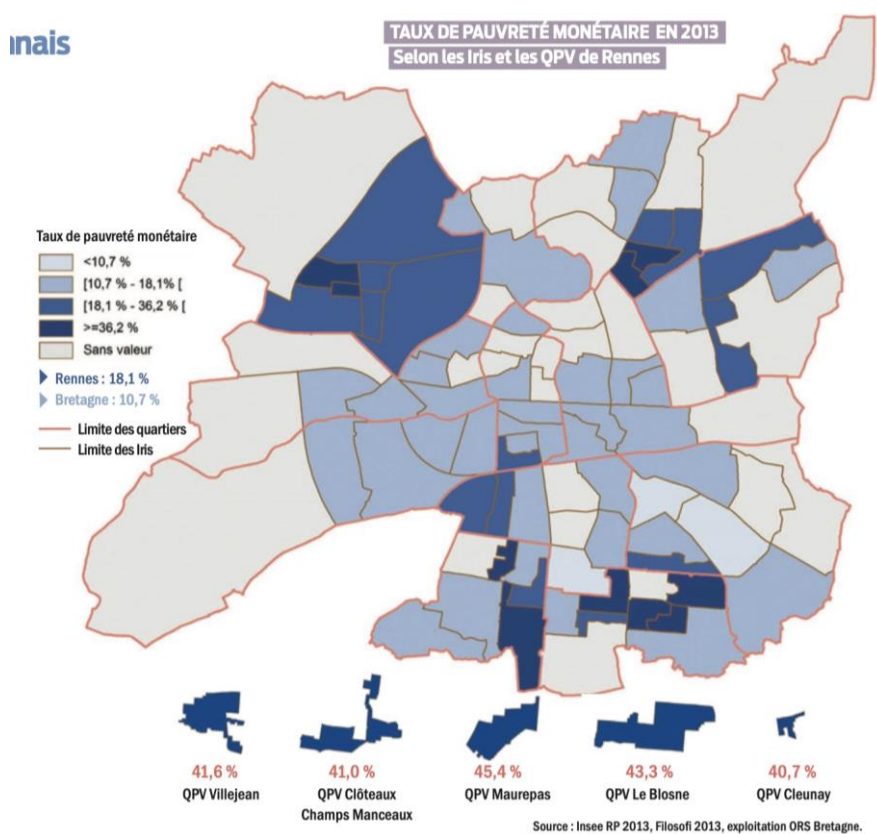 nnais
TAUX DE PAUVRETÉ MONÉTAIRE EN 2013
Selon les Iris et les QPV de Rennes
Taux de pauvreté monétaire
<10,7 %
[10,7 % - 18,1% [
[18,1 % - 36,2 % [
>=36,2 %
Sans valeur
Rennes : 18,1 %
Bretagne : 10,7 %
Limite des quartiers
Limite des Iris
41,6 %
QPV Villejean
41,0 %
QPV Clôteaux
Champs Manceaux
45,4 %
QPV Maurepas
43,3 %
QPV Le Blosne
40,7 %
QPV Cleunay
Source : Insee RP 2013, Filosofi 2013, exploitation ORS Bretagne.